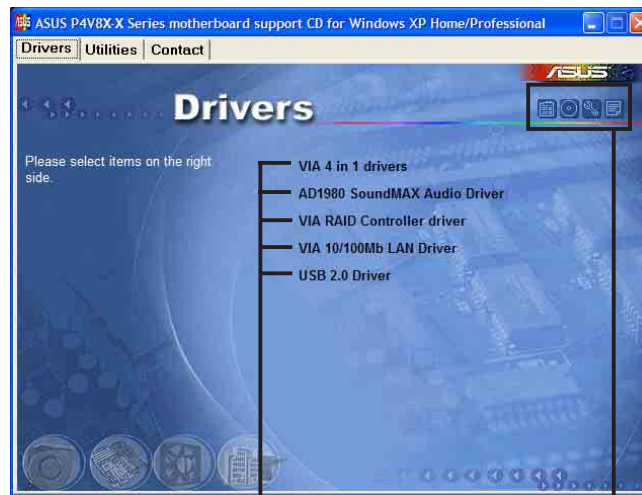 ASUS P4V8X-X Series motherboard support CD for Windows XP Home/Professional
Drivers Utilities Contact
ASUS
Drivers
Please select items on the right
side.
VIA 4 in 1 drivers
AD1980 SoundMAX Audio Driver
VIA RAID Controller driver
VIA 10/100Mb LAN Driver
USB 2.0 Driver